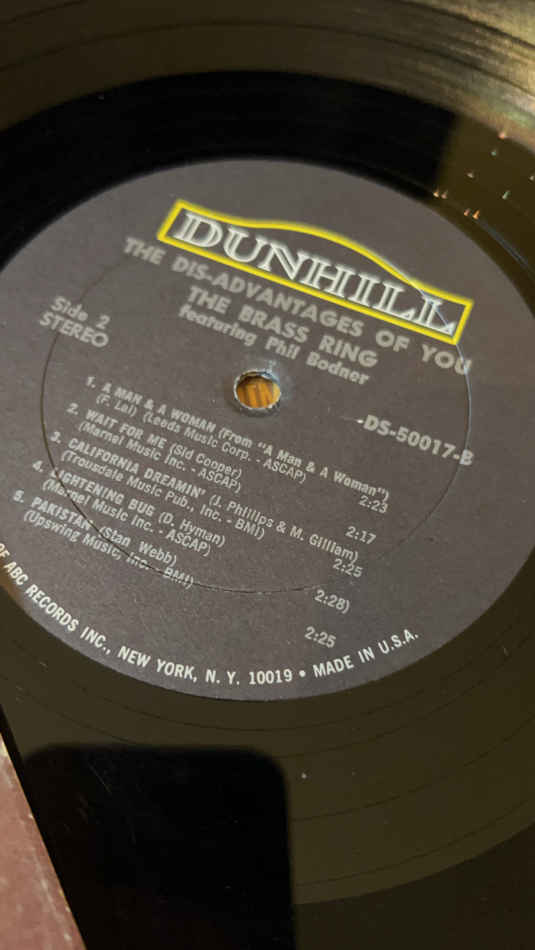 DUNHILL
THE DIS-ADVANTAGES OF YOU
THE BRASS RING
featuring Phil Bodner
Side 2
STEREO
-DS-50017-B
1. A MAN & A WOMAN (From "A Man & A Woman")
(F. Lai) (Leeds Music Corp. - ASCAP) 2:23
2. WAIT FOR ME (Sid Cooper)
(Marnel Music Inc. - ASCAP) 2:17
3. CALIFORNIA DREAMIN' (J. Phillips & M. Gilliam)
(Trousdale Music Pub., Inc. - BMI) 2:25
4. LIGHTENING BUG (D. Hyman)
(Marnel Music Inc. - ASCAP) 2:28)
5. PAKISTAN (Stan Webb)
(Upswing Music, Inc. - BMI) 2:25
OF ABC RECORDS INC., NEW YORK, N. Y. 10019 • MADE IN U.S.A.